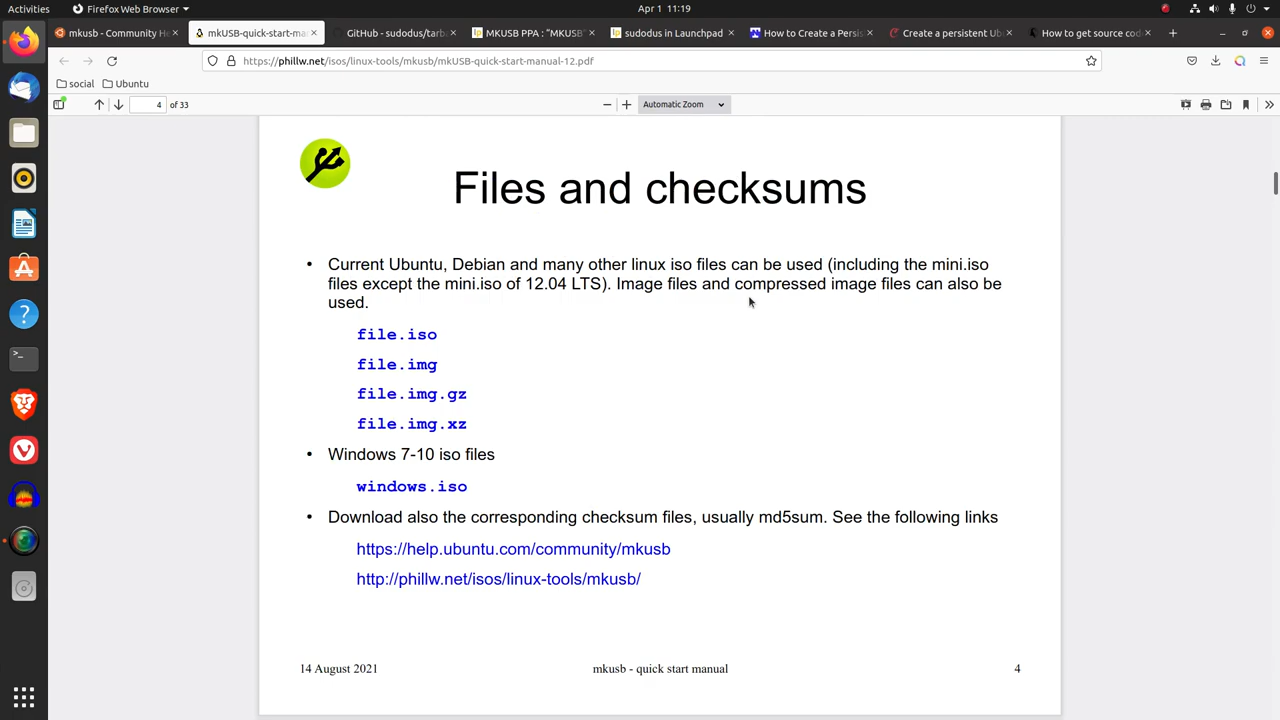 Activities
Firefox Web Browser
Apr 1 11:19
mkusb - Community He
mkUSB-quick-start-ma
GitHub - sudodus/tarba
MKUSB PPA : "MKUSB"
sudodus in Launchpad
How to Create a Persis
Create a persistent Ubu
How to get source cod
https://phillw.net/isos/linux-tools/mkusb/mkUSB-quick-start-manual-12.pdf
social
Ubuntu
4 of 33
Automatic Zoom
Files and checksums
• Current Ubuntu, Debian and many other linux iso files can be used (including the mini.iso
files except the mini.iso of 12.04 LTS). Image files and compressed image files can also be
used.
file.iso
file.img
file.img.gz
file.img.xz
• Windows 7-10 iso files
windows.iso
• Download also the corresponding checksum files, usually md5sum. See the following links
https://help.ubuntu.com/community/mkusb
http://phillw.net/isos/linux-tools/mkusb/
14 August 2021
mkusb - quick start manual
4